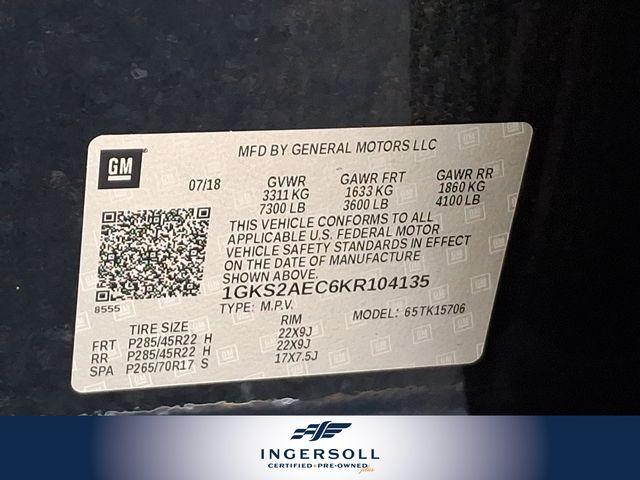 GM
MFD BY GENERAL MOTORS LLC
07/18
GVWR GAWR FRT GAWR RR
3311 KG 1633 KG 1860 KG
7300 LB 3600 LB 4100 LB
THIS VEHICLE CONFORMS TO ALL
APPLICABLE U.S. FEDERAL MOTOR
VEHICLE SAFETY STANDARDS IN EFFECT
ON THE DATE OF MANUFACTURE
SHOWN ABOVE.
8555
1GKS2AEC6KR104135
TYPE: M.P.V. MODEL: 65TK15706
TIRE SIZE RIM
FRT P285/45R22 H 22X9J
RR P285/45R22 H 22X9J
SPA P265/70R17 S 17X7.5J
INGERSOLL
CERTIFIED • PRE-OWNED plus